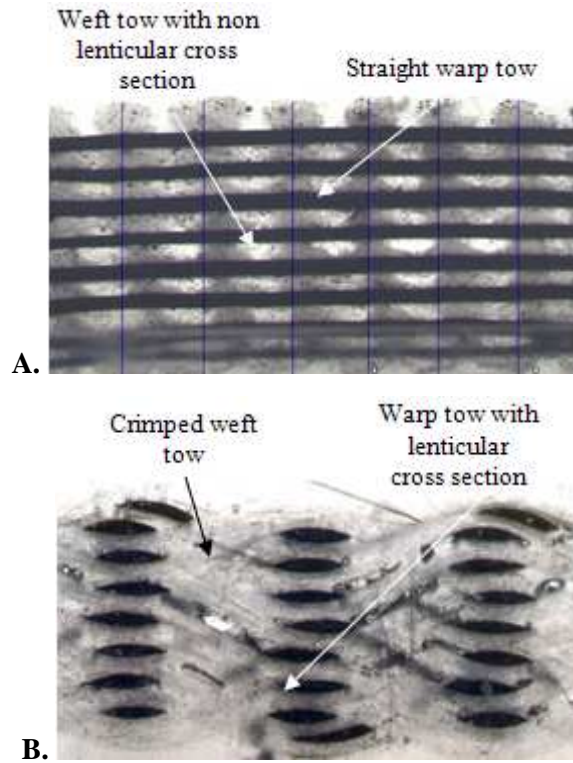 Weft tow with non
lenticular cross
section
Straight warp tow
A.
Crimped weft
tow
Warp tow with
lenticular
cross section
B.